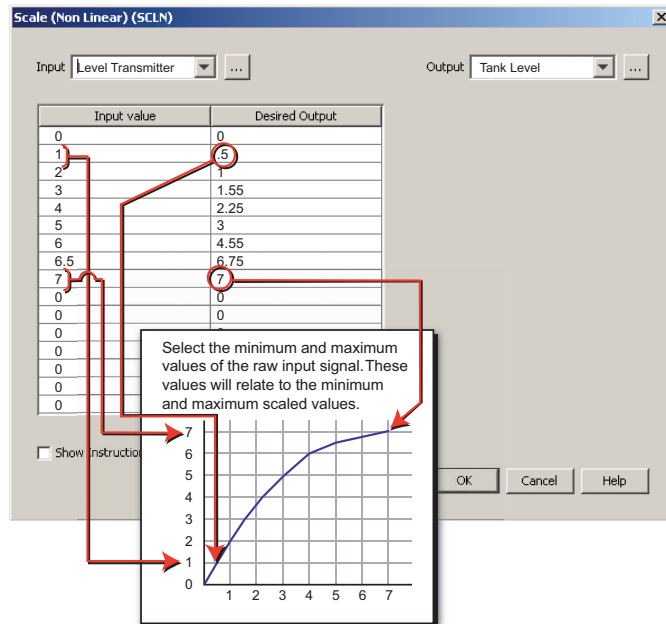 Scale (Non Linear) (SCLN)
Input Level Transmitter ... Output Tank Level ...
Input value Desired Output
0 0
1 .5
2 1
3 1.55
4 2.25
5 3
6 4.55
6.5 6.75
7 7
0 0
0 0
0
0
0
0
0
Select the minimum and maximum
values of the raw input signal.These
values will relate to the minimum
and maximum scaled values.
Show Instruction
OK Cancel Help
7
6
5
4
3
2
1
0
1 2 3 4 5 6 7